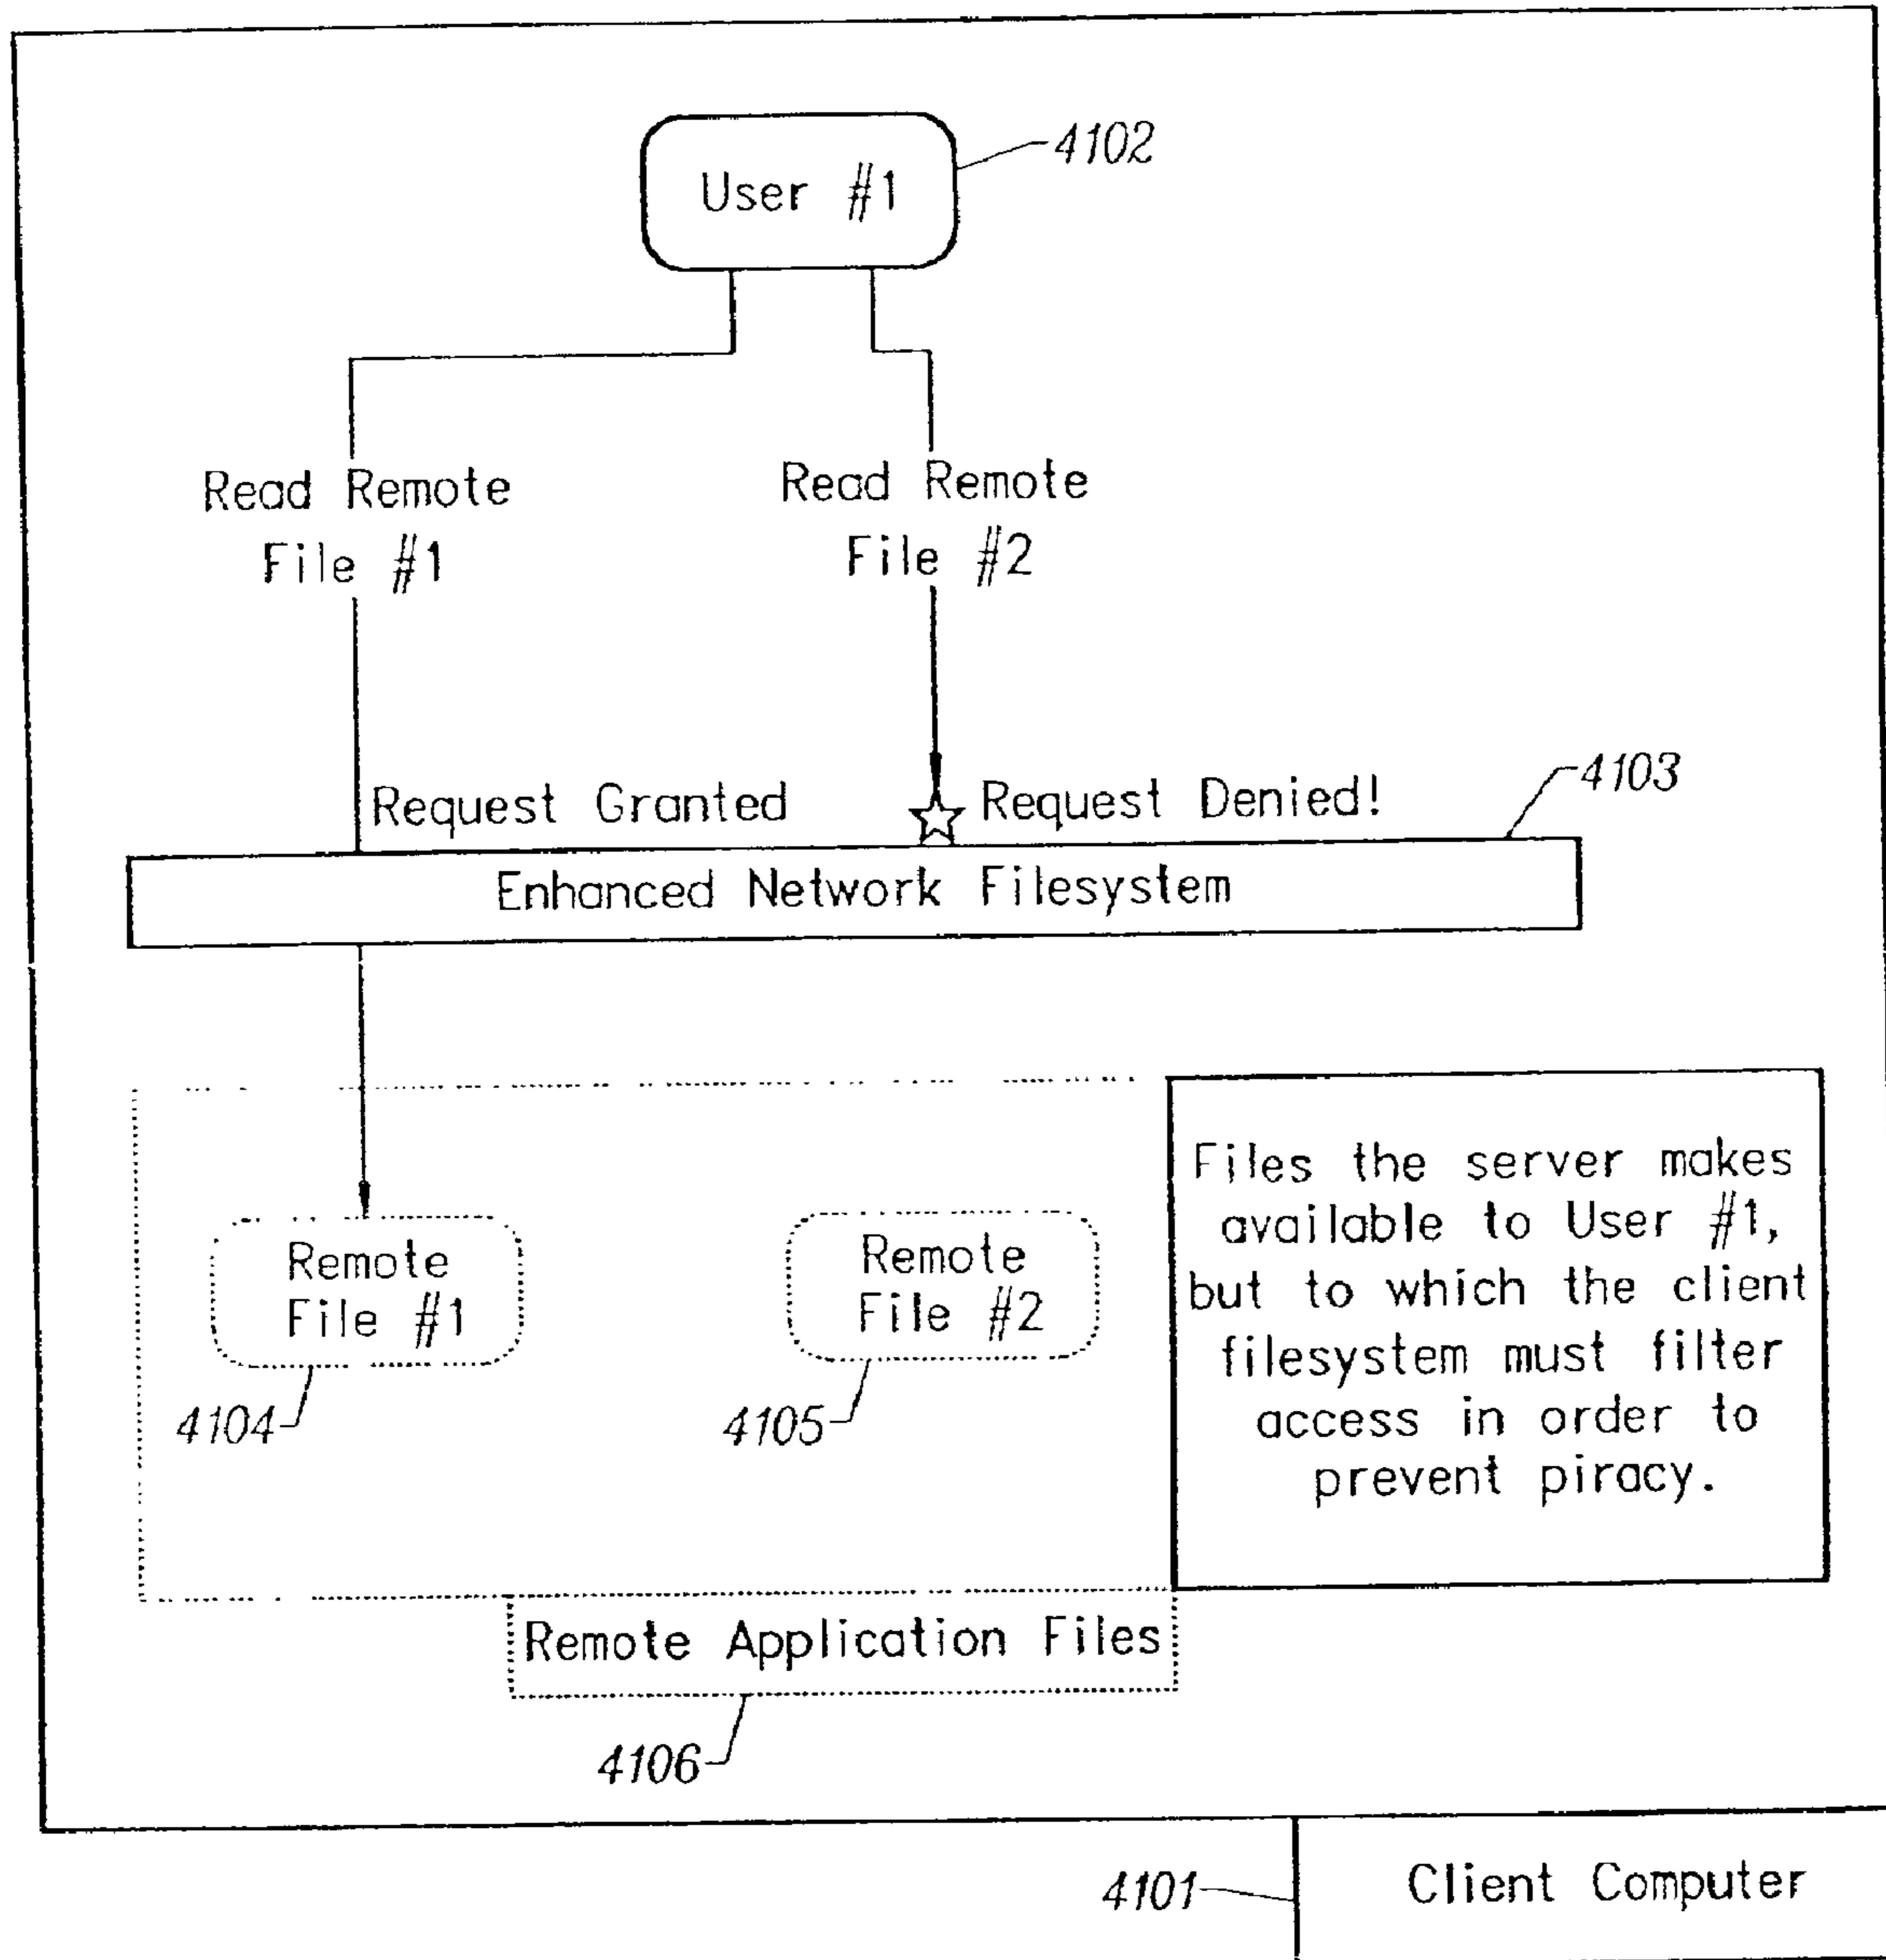 4102
User #1
Read Remote
File #1
Read Remote
File #2
Request Granted
Request Denied!
4103
Enhanced Network Filesystem
Remote
File #1
4104
Remote
File #2
4105
Files the server makes
available to User #1,
but to which the client
filesystem must filter
access in order to
prevent piracy.
Remote Application Files
4106
4101
Client Computer